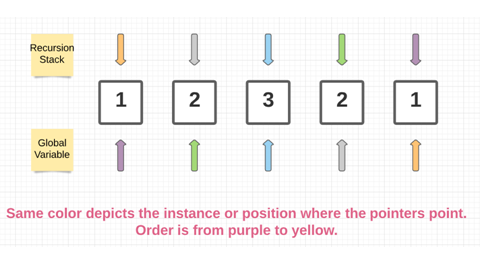 Recursion
Stack
1 2 3 2 1
Global
Variable
Same color depicts the instance or position where the pointers point.
Order is from purple to yellow.